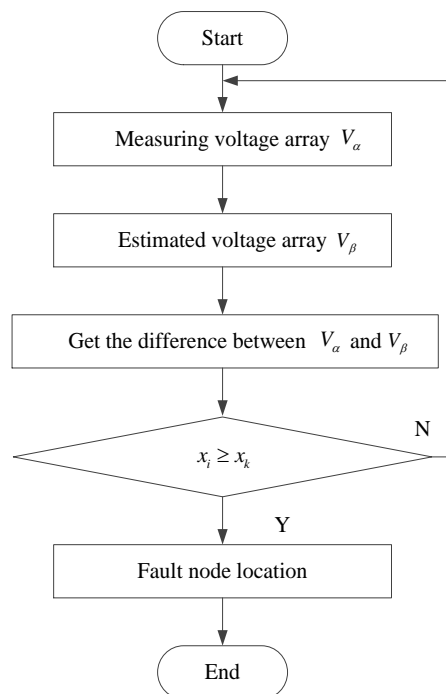 Start
Measuring voltage array V_α
Estimated voltage array V_β
Get the difference between V_α and V_β
x_i ≥ x_k
N
Y
Fault node location
End